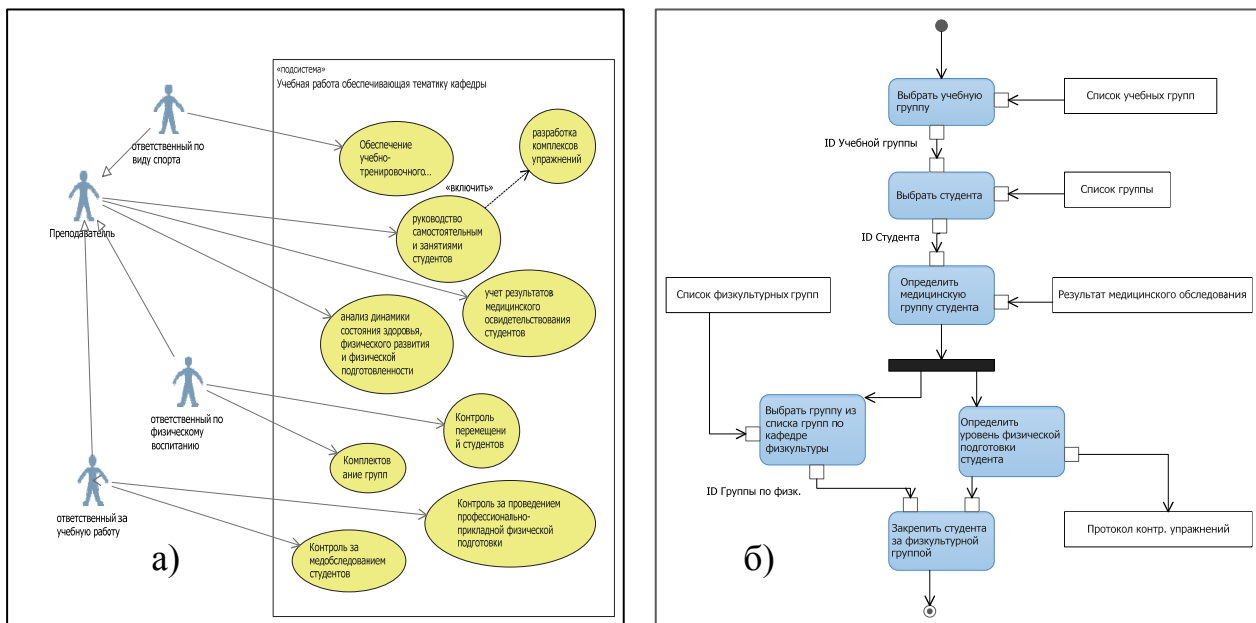 «подсистема»
Учебная работа обеспечивающая тематику кафедры
ответственный по
виду спорта
Преподаватель
ответственный по
физическому
воспитанию
ответственный за
учебную работу
Обеспечение
учебно-
тренировочного...
разработка
комплексов
упражнений
«включить»
руководство
самостоятельным
и занятиями
студентов
учет результатов
медицинского
освидетельствования
студентов
анализ динамики
состояния здоровья,
физического развития
и физической
подготовленности
Контроль
перемещени
й студентов
Комплектов
ание групп
Контроль за проведением
профессионально-
прикладной физической
подготовки
Контроль за
медобследованием
студентов
а)
Выбрать учебную
группу
Список учебных групп
ID Учебной группы
Выбрать студента
Список группы
ID Студента
Определить
медицинскую
группу студента
Результат медицинского обследования
Список физкультурных групп
Выбрать группу из
списка групп по
кафедре
физкультуры
Определить
уровень физической
подготовки
студента
ID Группы по физк.
Закрепить студента
за физкультурной
группой
Протокол контр. упражнений
б)